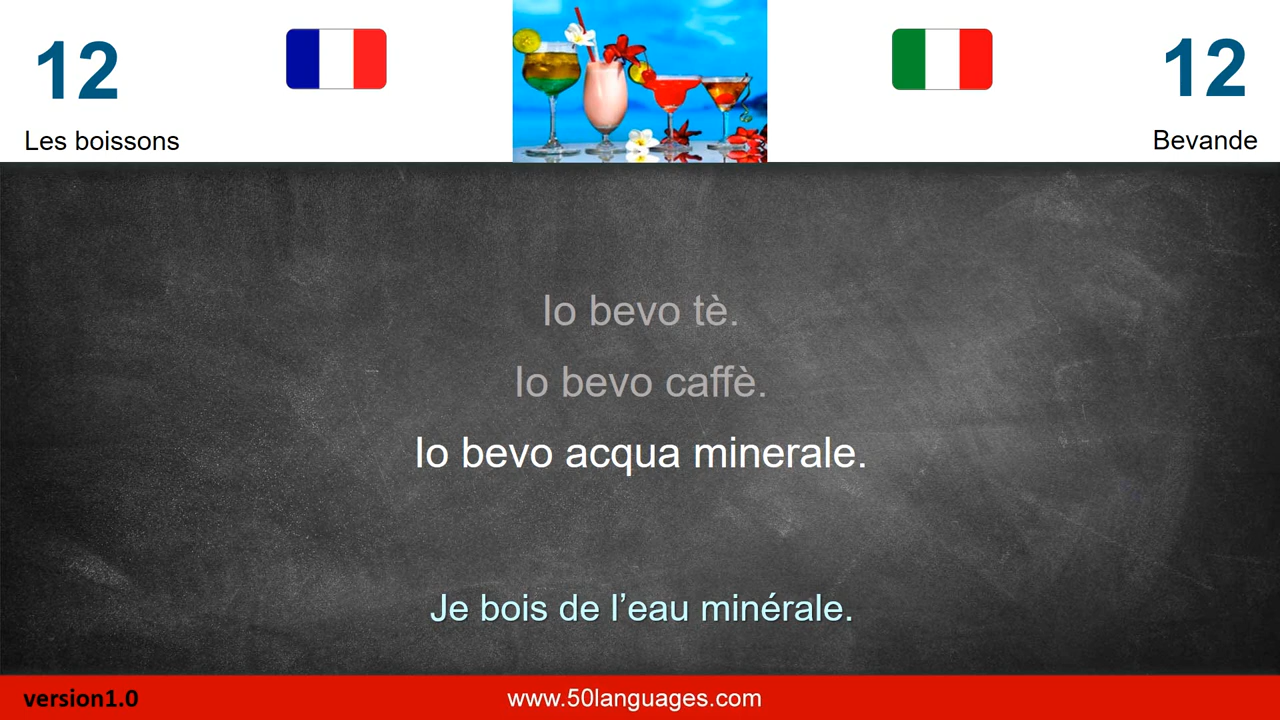 12
12
Les boissons
Bevande
Io bevo tè.
Io bevo caffè.
Io bevo acqua minerale.
Je bois de l’eau minérale.
version1.0
www.50languages.com